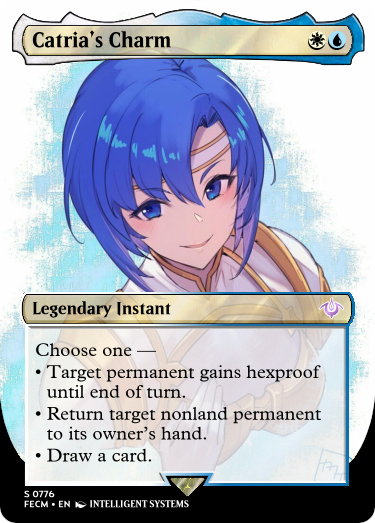 Catria's Charm
Legendary Instant
Choose one —
• Target permanent gains hexproof
until end of turn.
• Return target nonland permanent
to its owner's hand.
• Draw a card.
S 0776
FECM • EN INTELLIGENT SYSTEMS